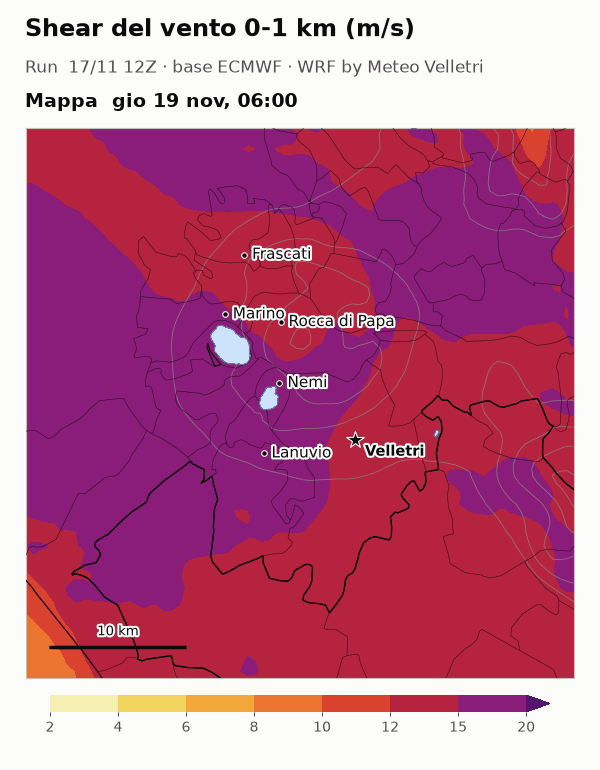 Shear del vento 0-1 km (m/s)
Run  17/11 12Z · base ECMWF · WRF by Meteo Velletri
Mappa  gio 19 nov, 06:00
Frascati
Marino
Rocca di Papa
Nemi
Velletri
Lanuvio
10 km
2 4 6 8 10 12 15 20